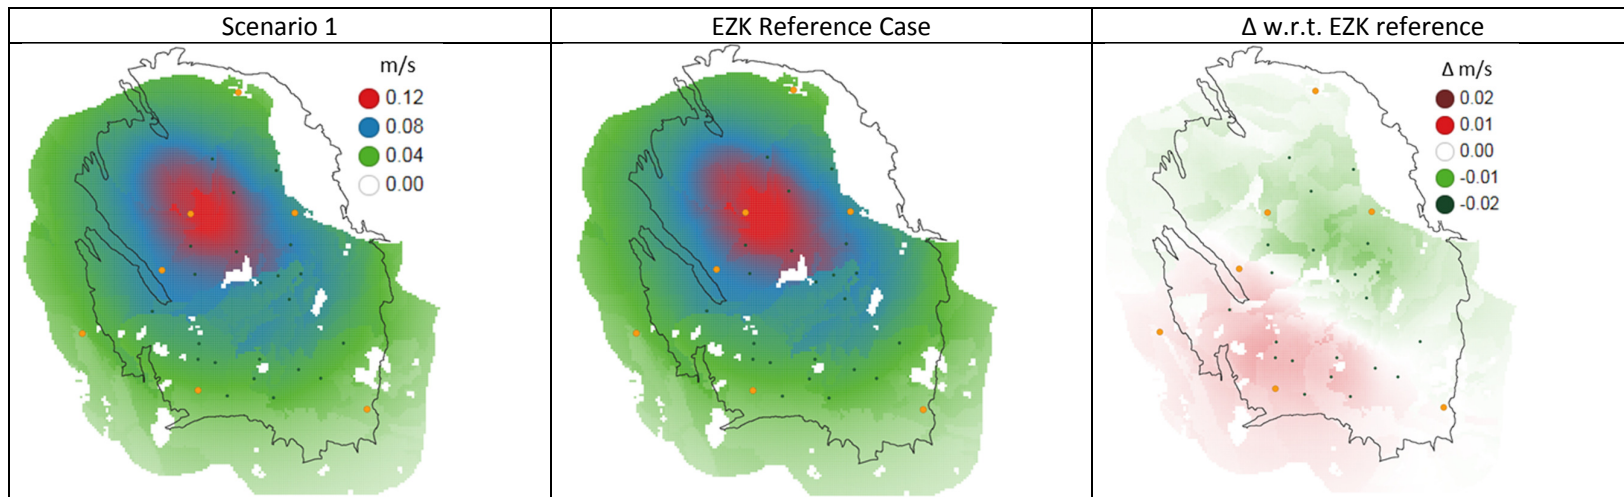 Scenario 1
EZK Reference Case
Δ w.r.t. EZK reference
m/s
0.12
0.08
0.04
0.00
Δ m/s
0.02
0.01
0.00
-0.01
-0.02